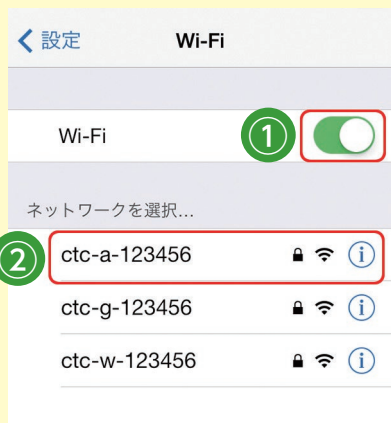 設定 Wi-Fi
Wi-Fi ①
ネットワークを選択...
② ctc-a-123456
ctc-g-123456
ctc-w-123456